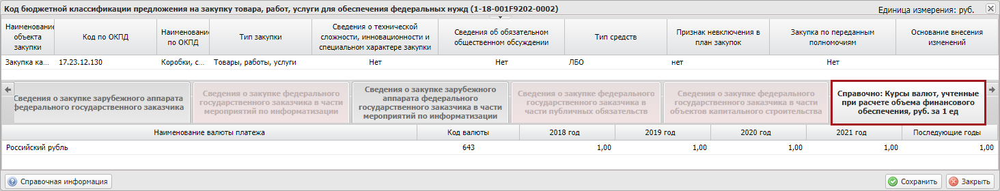 Код бюджетной классификации предложения на закупку товара, работ, услуги для обеспечения федеральных нужд (1-18-001F9202-0002)
Единица измерения: руб.
Наименование объекта закупки
Код по ОКПД
Наименование по ОКПД
Тип закупки
Сведения о технической сложности, инновационности и специальном характере закупки
Сведения об обязательном общественном обсуждении
Тип средств
Признак невключения в план закупок
Закупка по переданным полномочиям
Основание внесения изменений
Закупка ка... 17.23.12.130 Коробки, с... Товары, работы, услуги Нет Нет ЛБО нет Нет
Сведения о закупке зарубежного аппарата
федерального государственного заказчика
Сведения о закупке федерального
государственного заказчика в части
мероприятий по информатизации
Сведения о закупке зарубежного
аппарата федерального
государственного заказчика в части
мероприятий по информатизации
Сведения о закупке федерального
государственного заказчика в
части публичных обязательств
Сведения о закупке федерального
государственного заказчика в части
объектов капитального строительства
Справочно: Курсы валют, учтенные
при расчете объема финансового
обеспечения, руб. за 1 ед
Наименование валюты платежа Код валюты 2018 год 2019 год 2020 год 2021 год Последующие годы
Российский рубль 643 1,00 1,00 1,00 1,00 1,00
Справочная информация
Сохранить
Закрыть